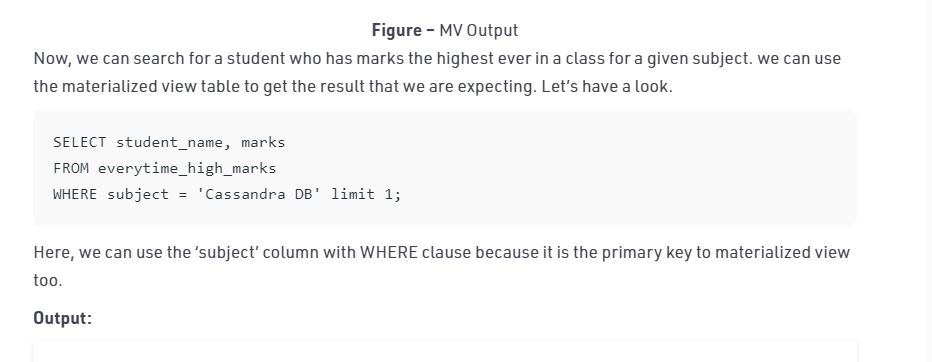 Figure – MV Output
Now, we can search for a student who has marks the highest ever in a class for a given subject. we can use
the materialized view table to get the result that we are expecting. Let's have a look.
SELECT student_name, marks
FROM everytime_high_marks
WHERE subject = 'Cassandra DB' limit 1;
Here, we can use the 'subject' column with WHERE clause because it is the primary key to materialized view
too.
Output: